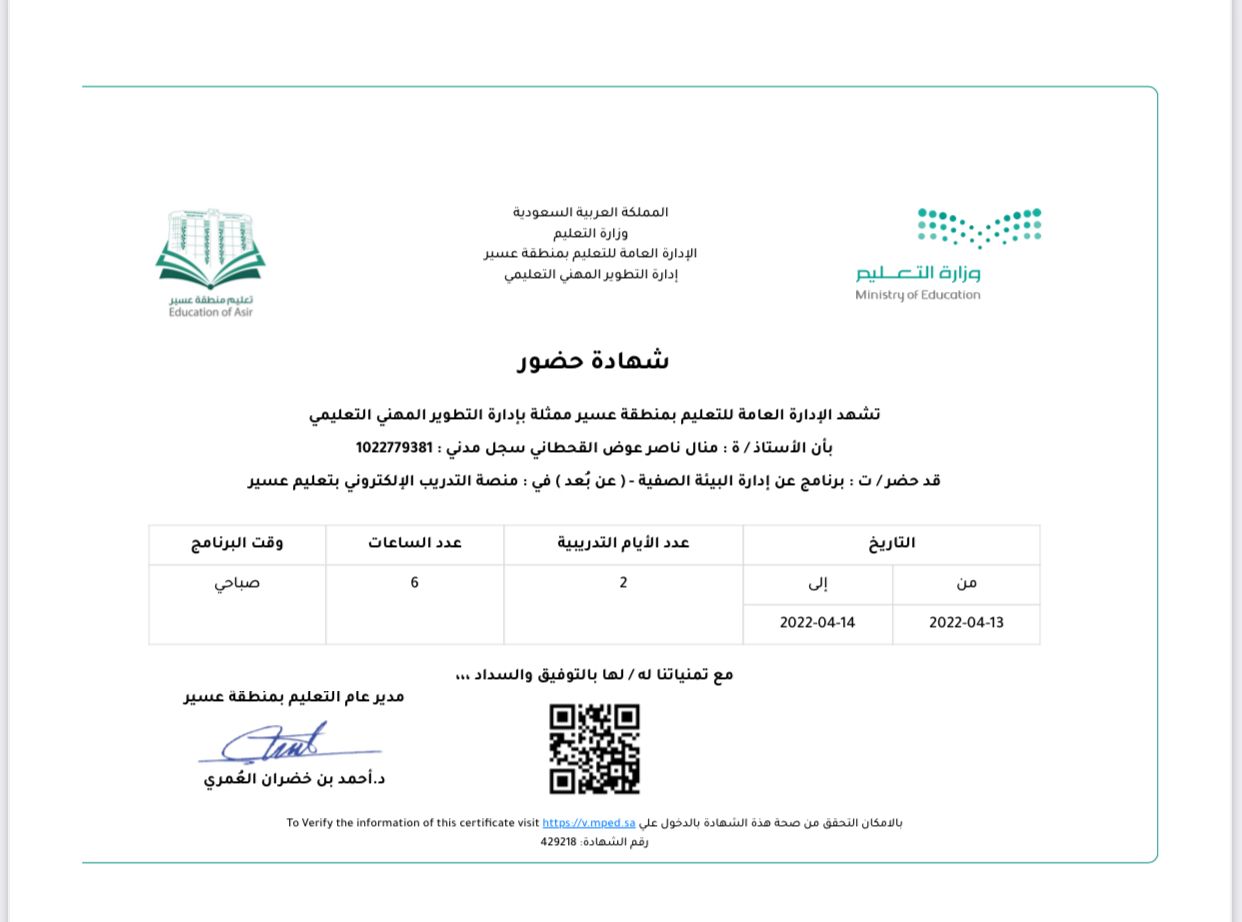 المملكة العربية السعودية
وزارة التعليم
الإدارة العامة للتعليم بمنطقة عسير
إدارة التطوير المهني التعليمي
وزارة التعليم
Ministry of Education
تعليم منطقة عسير
Education of Asir
شهادة حضور
تشهد الإدارة العامة للتعليم بمنطقة عسير ممثلة بإدارة التطوير المهني التعليمي
بأن الأستاذ / ة : منال ناصر عوض القحطاني سجل مدني : 1022779381
قد حضر / ت : برنامج عن إدارة البيئة الصفية - ( عن بُعد ) في : منصة التدريب الإلكتروني بتعليم عسير
التاريخ عدد الأيام التدريبية عدد الساعات وقت البرنامج
من إلى 2 6 صباحي
2022-04-13 2022-04-14
مع تمنياتنا له / لها بالتوفيق والسداد ،،،
مدير عام التعليم بمنطقة عسير
د.أحمد بن خضران العُمري
بالامكان التحقق من صحة هذة الشهادة بالدخول علي https://v.mped.sa To Verify the information of this certificate visit
رقم الشهادة: 429218